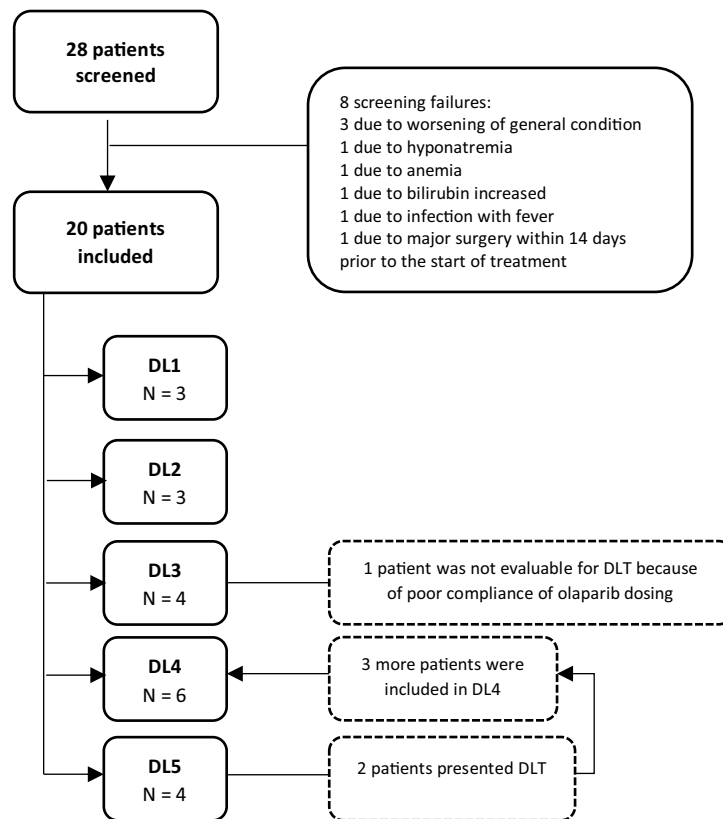 28 patients
screened
8 screening failures:
3 due to worsening of general condition
1 due to hyponatremia
1 due to anemia
1 due to bilirubin increased
1 due to infection with fever
1 due to major surgery within 14 days
prior to the start of treatment
20 patients
included
DL1
N = 3
DL2
N = 3
DL3
N = 4
1 patient was not evaluable for DLT because
of poor compliance of olaparib dosing
DL4
N = 6
3 more patients were
included in DL4
DL5
N = 4
2 patients presented DLT